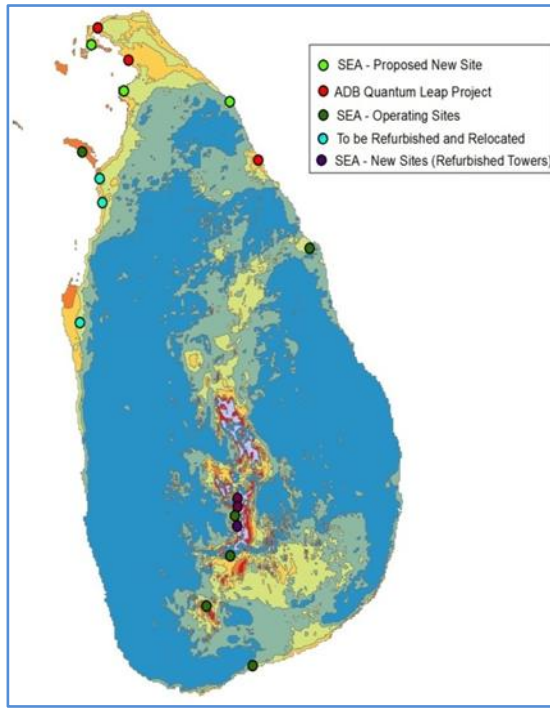 SEA - Proposed New Site
ADB Quantum Leap Project
SEA - Operating Sites
To be Refurbished and Relocated
SEA - New Sites (Refurbished Towers)